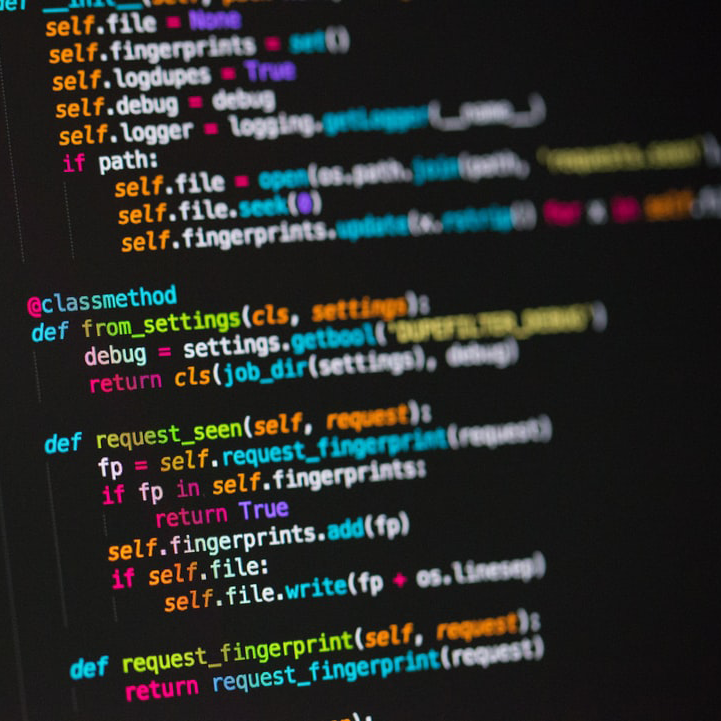 def __init__(self,
self.file = None
self.fingerprints = set()
self.logdupes = True
self.debug = debug
self.logger = logging.getLogger(__name__)
if path:
self.file = open(os.path.join(path, 'requests.seen')
self.file.seek(0)
self.fingerprints.update(x.rstrip() for x in self
@classmethod
def from_settings(cls, settings):
debug = settings.getbool('DUPEFILTER_DEBUG')
return cls(job_dir(settings), debug)
def request_seen(self, request):
fp = self.request_fingerprint(request)
if fp in self.fingerprints:
return True
self.fingerprints.add(fp)
if self.file:
self.file.write(fp + os.linesep)
def request_fingerprint(self, request):
return request_fingerprint(request)